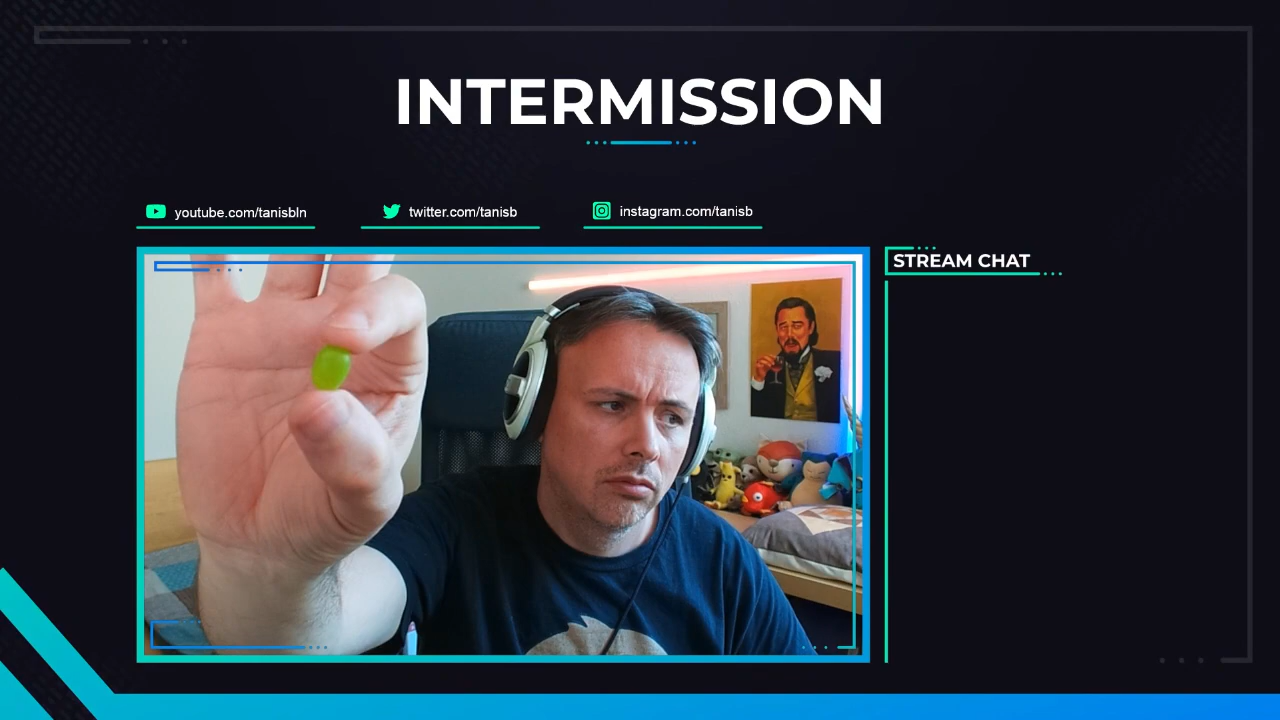 INTERMISSION
youtube.com/tanisbln
twitter.com/tanisb
instagram.com/tanisb
STREAM CHAT